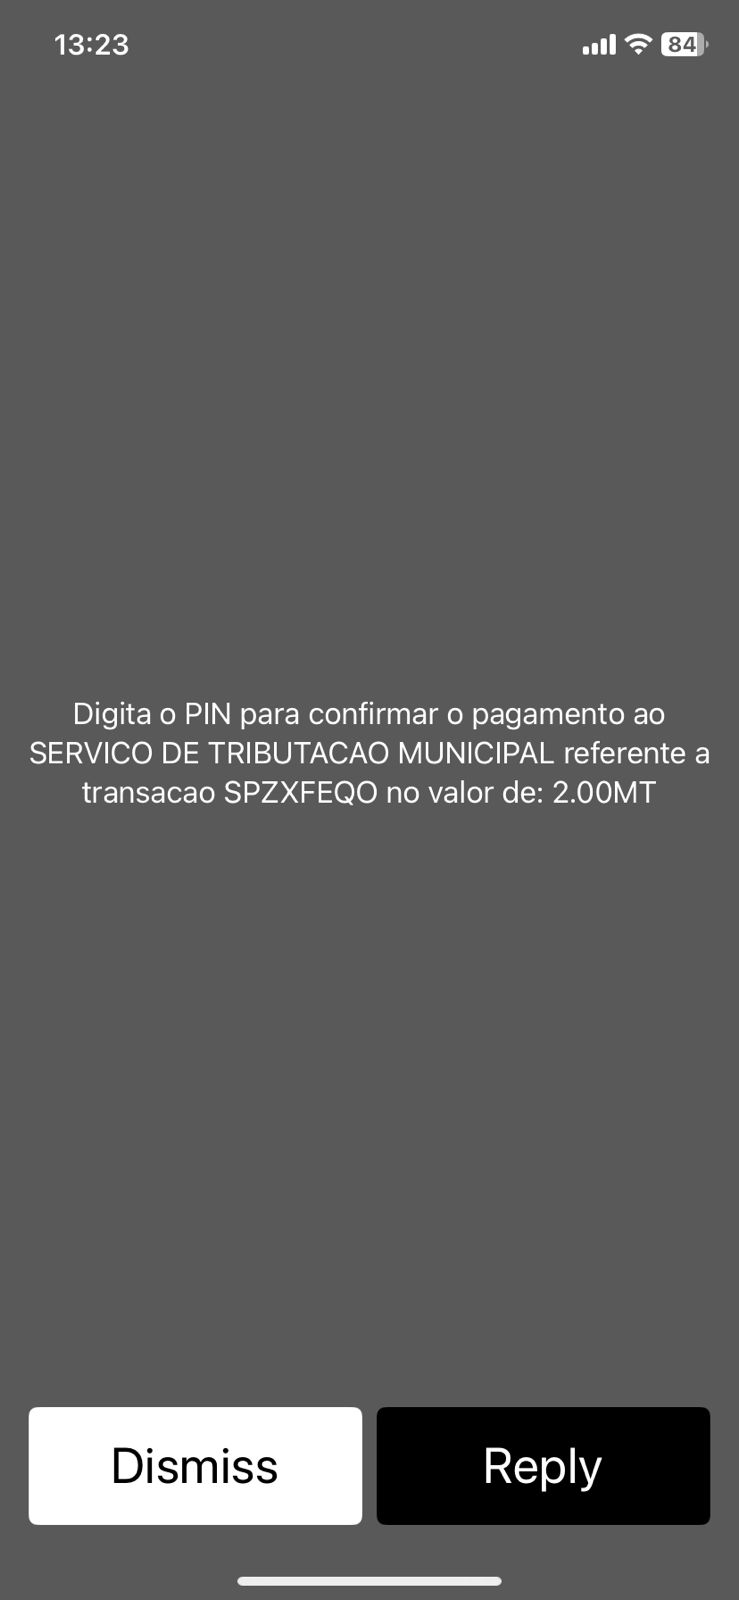 13:23
84
Digita o PIN para confirmar o pagamento ao
SERVICO DE TRIBUTACAO MUNICIPAL referente a
transacao SPZXFEQO no valor de: 2.00MT
Dismiss
Reply